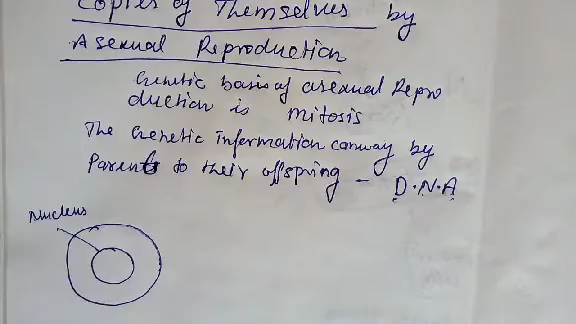 Copies of Themselves by
Asexual Reproduction
Genetic basis of asexual Repro
duction is mitosis
The Genetic information convay by
Parents to their offspring - D.N.A
Nucleus